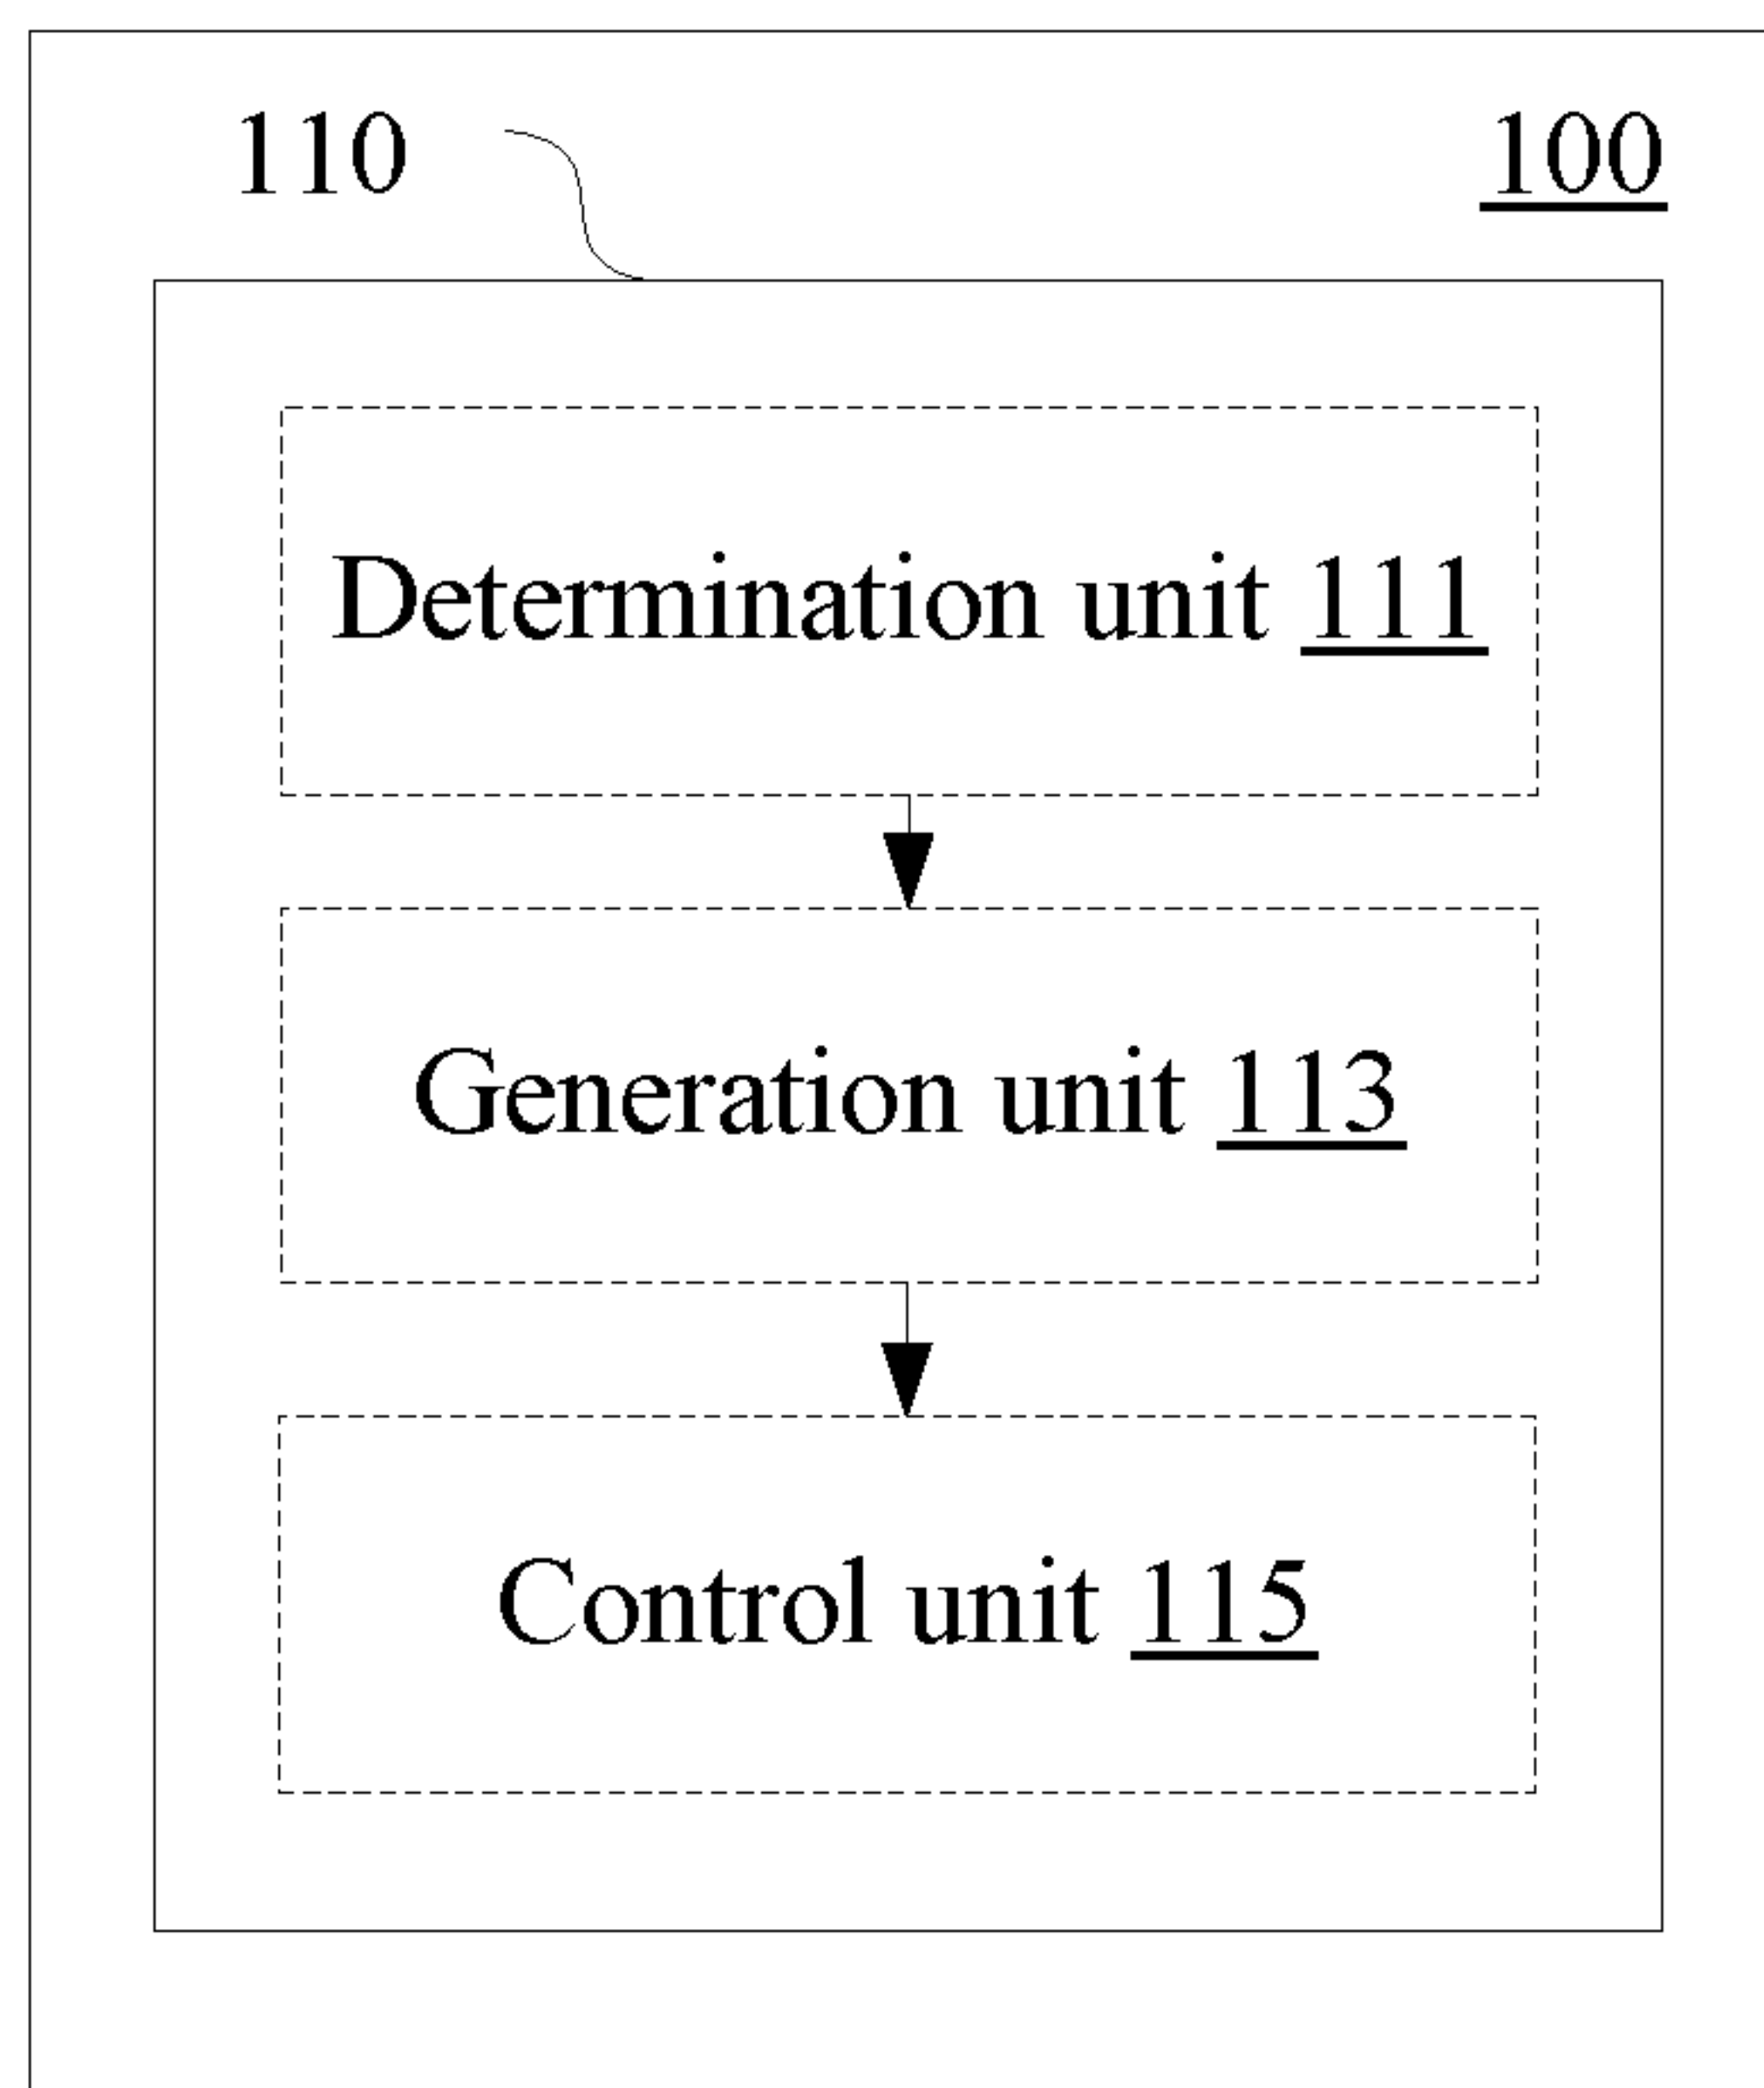 110
100
Determination unit 111
Generation unit 113
Control unit 115